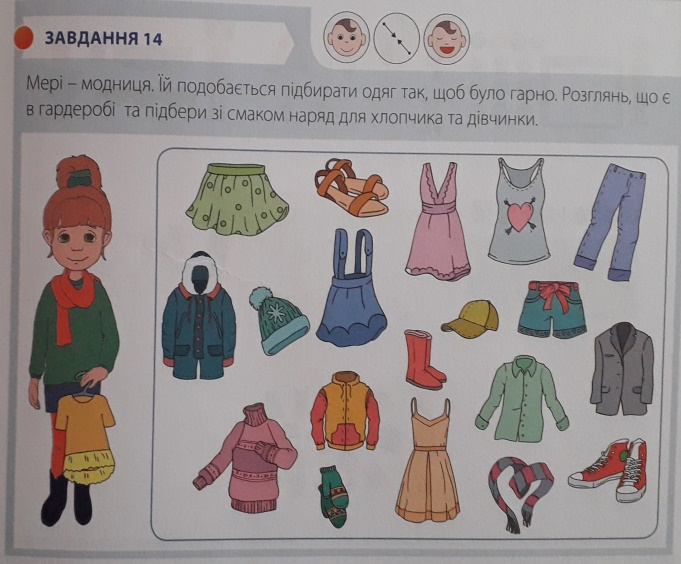 ЗАВДАННЯ 14
Мері – модниця. Їй подобається підбирати одяг так, щоб було гарно. Розглянь, що є
в гардеробі та підбери зі смаком наряд для хлопчика та дівчинки.